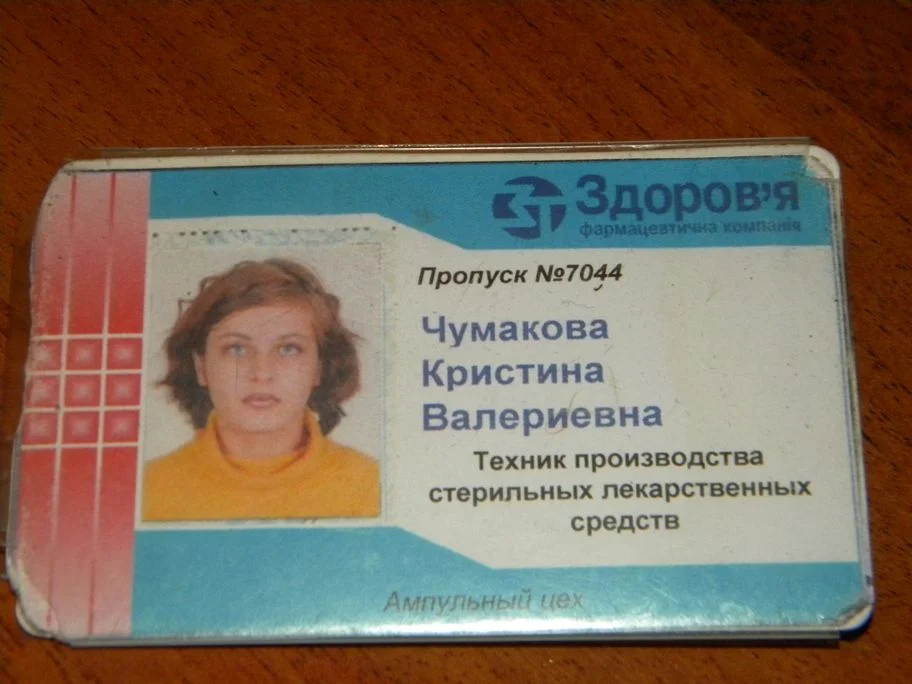 Здоров'я
фармацевтична компанія
Пропуск №7044
Чумакова
Кристина
Валериевна
Техник производства
стерильных лекарственных
средств
Ампульный цех